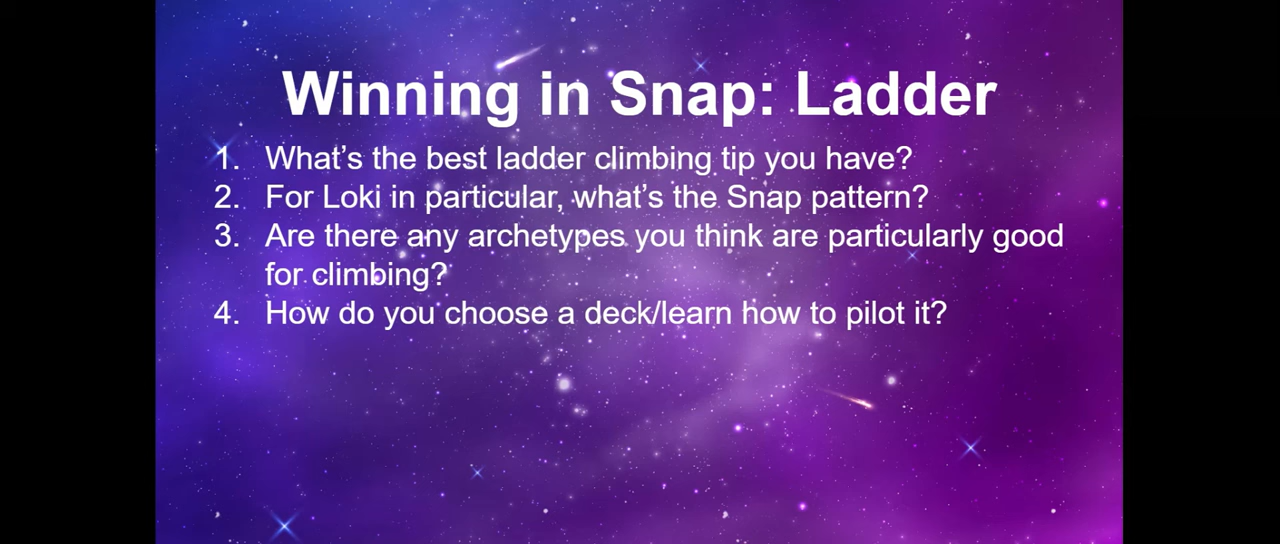 Winning in Snap: Ladder
1. What’s the best ladder climbing tip you have?
2. For Loki in particular, what’s the Snap pattern?
3. Are there any archetypes you think are particularly good
for climbing?
4. How do you choose a deck/learn how to pilot it?